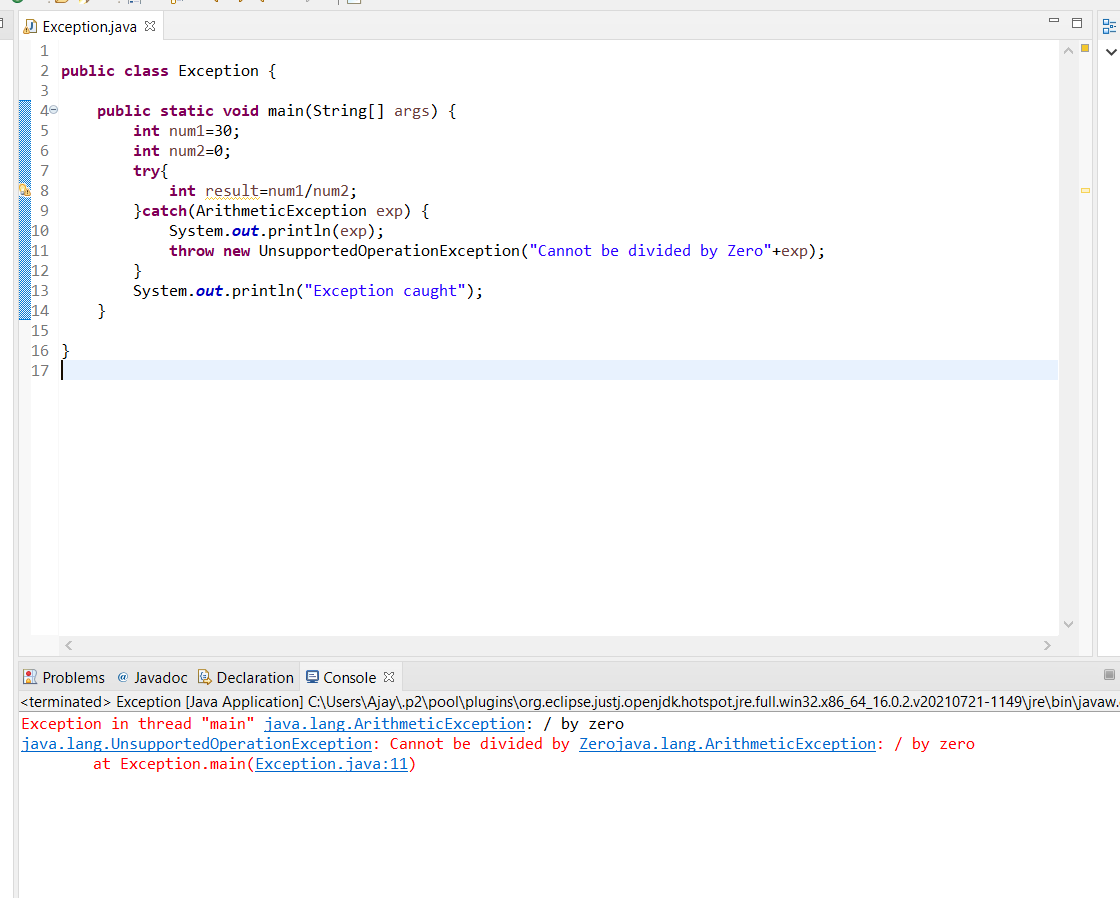 Exception.java
1
2 public class Exception {
3
4 public static void main(String[] args) {
5 int num1=30;
6 int num2=0;
7 try{
8 int result=num1/num2;
9 }catch(ArithmeticException exp) {
10 System.out.println(exp);
11 throw new UnsupportedOperationException("Cannot be divided by Zero"+exp);
12 }
13 System.out.println("Exception caught");
14 }
15
16 }
17
Problems @ Javadoc Declaration Console
<terminated> Exception [Java Application] C:\Users\Ajay\.p2\pool\plugins\org.eclipse.justj.openjdk.hotspot.jre.full.win32.x86_64_16.0.2.v20210721-1149\jre\bin\javaw.
Exception in thread "main" java.lang.ArithmeticException: / by zero
java.lang.UnsupportedOperationException: Cannot be divided by Zerojava.lang.ArithmeticException: / by zero
at Exception.main(Exception.java:11)